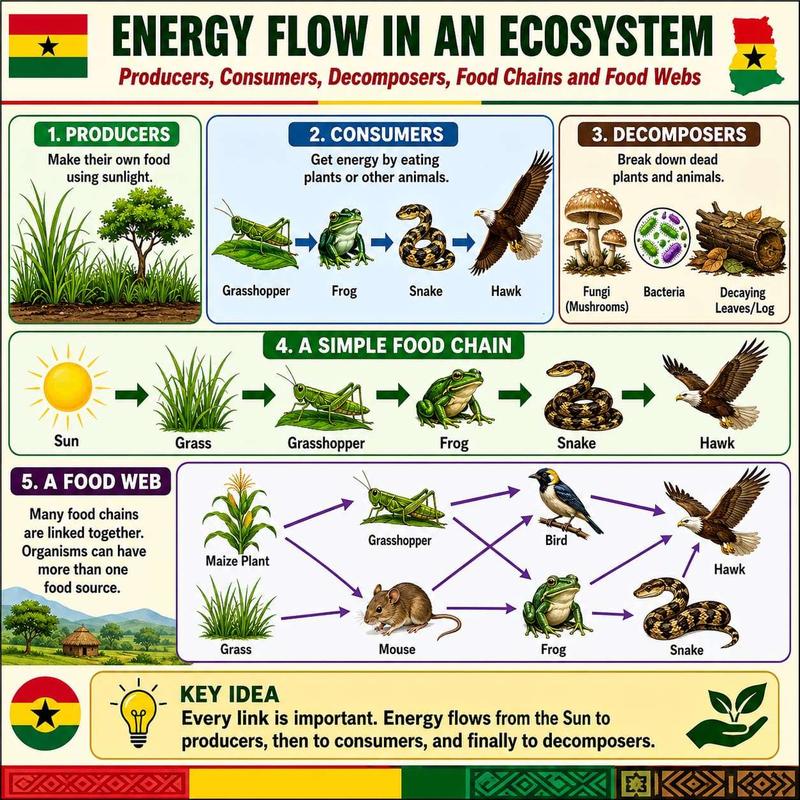 ENERGY FLOW IN AN ECOSYSTEM
Producers, Consumers, Decomposers, Food Chains and Food Webs
1. PRODUCERS
Make their own food
using sunlight.
2. CONSUMERS
Get energy by eating
plants or other animals.
Grasshopper
Frog
Snake
Hawk
3. DECOMPOSERS
Break down dead
plants and animals.
Fungi
(Mushrooms)
Bacteria
Decaying
Leaves/Log
4. A SIMPLE FOOD CHAIN
Sun
Grass
Grasshopper
Frog
Snake
Hawk
5. A FOOD WEB
Many food chains
are linked together.
Organisms can have
more than one
food source.
Maize Plant
Grasshopper
Bird
Hawk
Grass
Mouse
Frog
Snake
KEY IDEA
Every link is important. Energy flows from the Sun to
producers, then to consumers, and finally to decomposers.